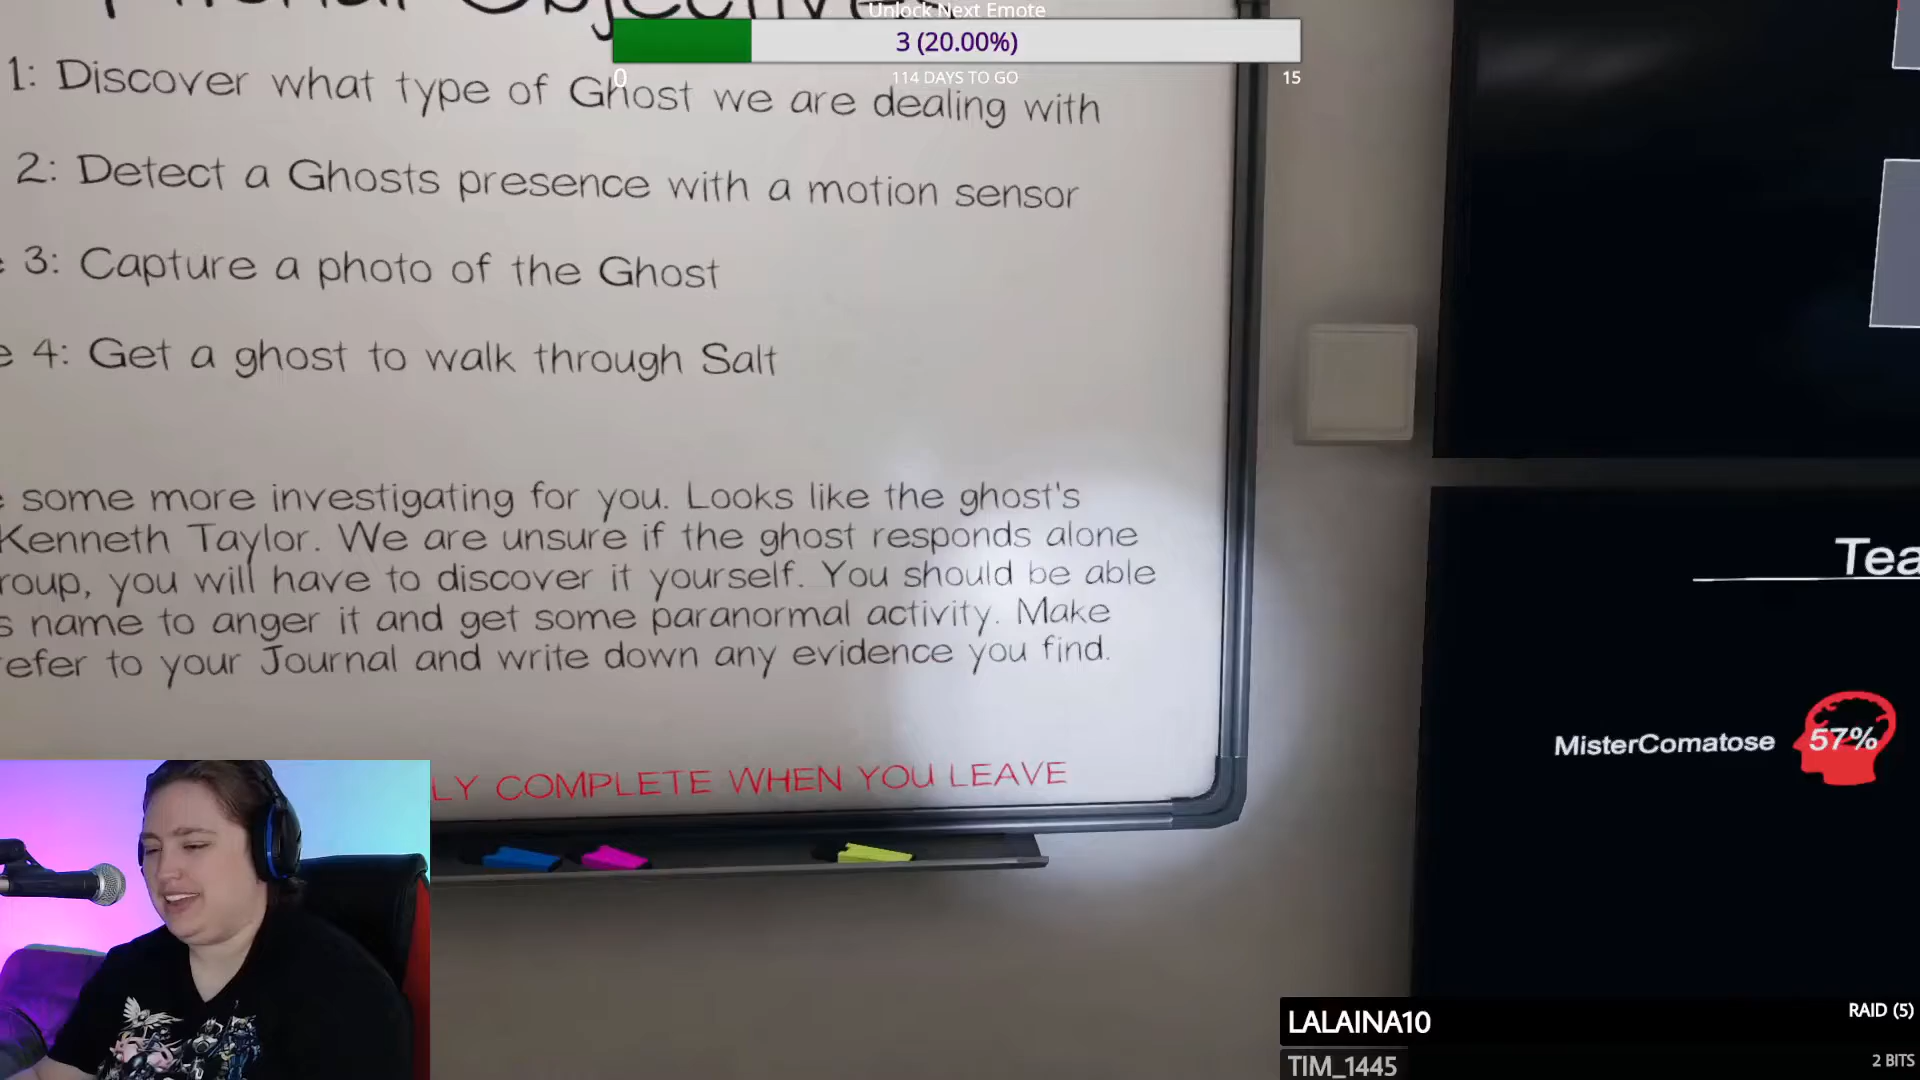 Unlock Next Emote
3 (20.00%)
0
114 DAYS TO GO
15
1: Discover what type of Ghost we are dealing with
2: Detect a Ghosts presence with a motion sensor
3: Capture a photo of the Ghost
4: Get a ghost to walk through Salt
some more investigating for you. Looks like the ghost's
Kenneth Taylor. We are unsure if the ghost responds alone
roup, you will have to discover it yourself. You should be able
s name to anger it and get some paranormal activity. Make
refer to your Journal and write down any evidence you find.
LY COMPLETE WHEN YOU LEAVE
Tea
MisterComatose
57%
LALAINA10
RAID (5)
TIM_1445
2 BITS